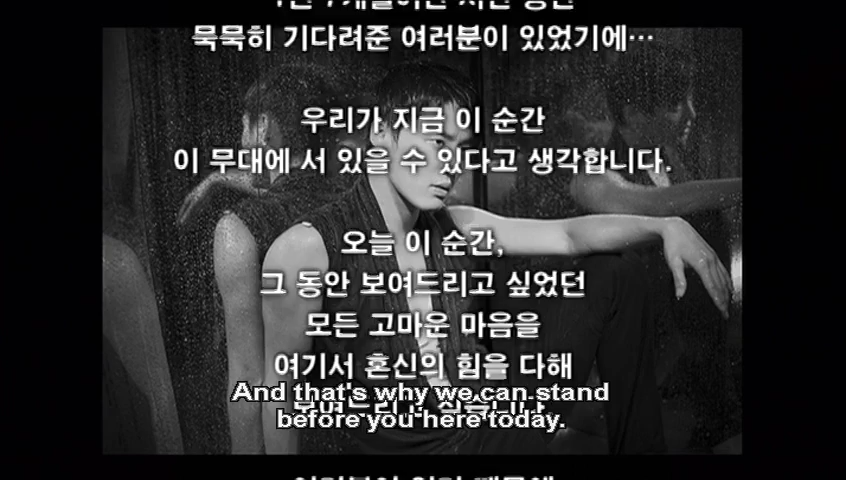 묵묵히 기다려준 여러분이 있었기에…
우리가 지금 이 순간
이 무대에 서 있을 수 있다고 생각합니다.
오늘 이 순간,
그 동안 보여드리고 싶었던
모든 고마운 마음을
여기서 혼신의 힘을 다해
And that's why we can stand
before you here today.